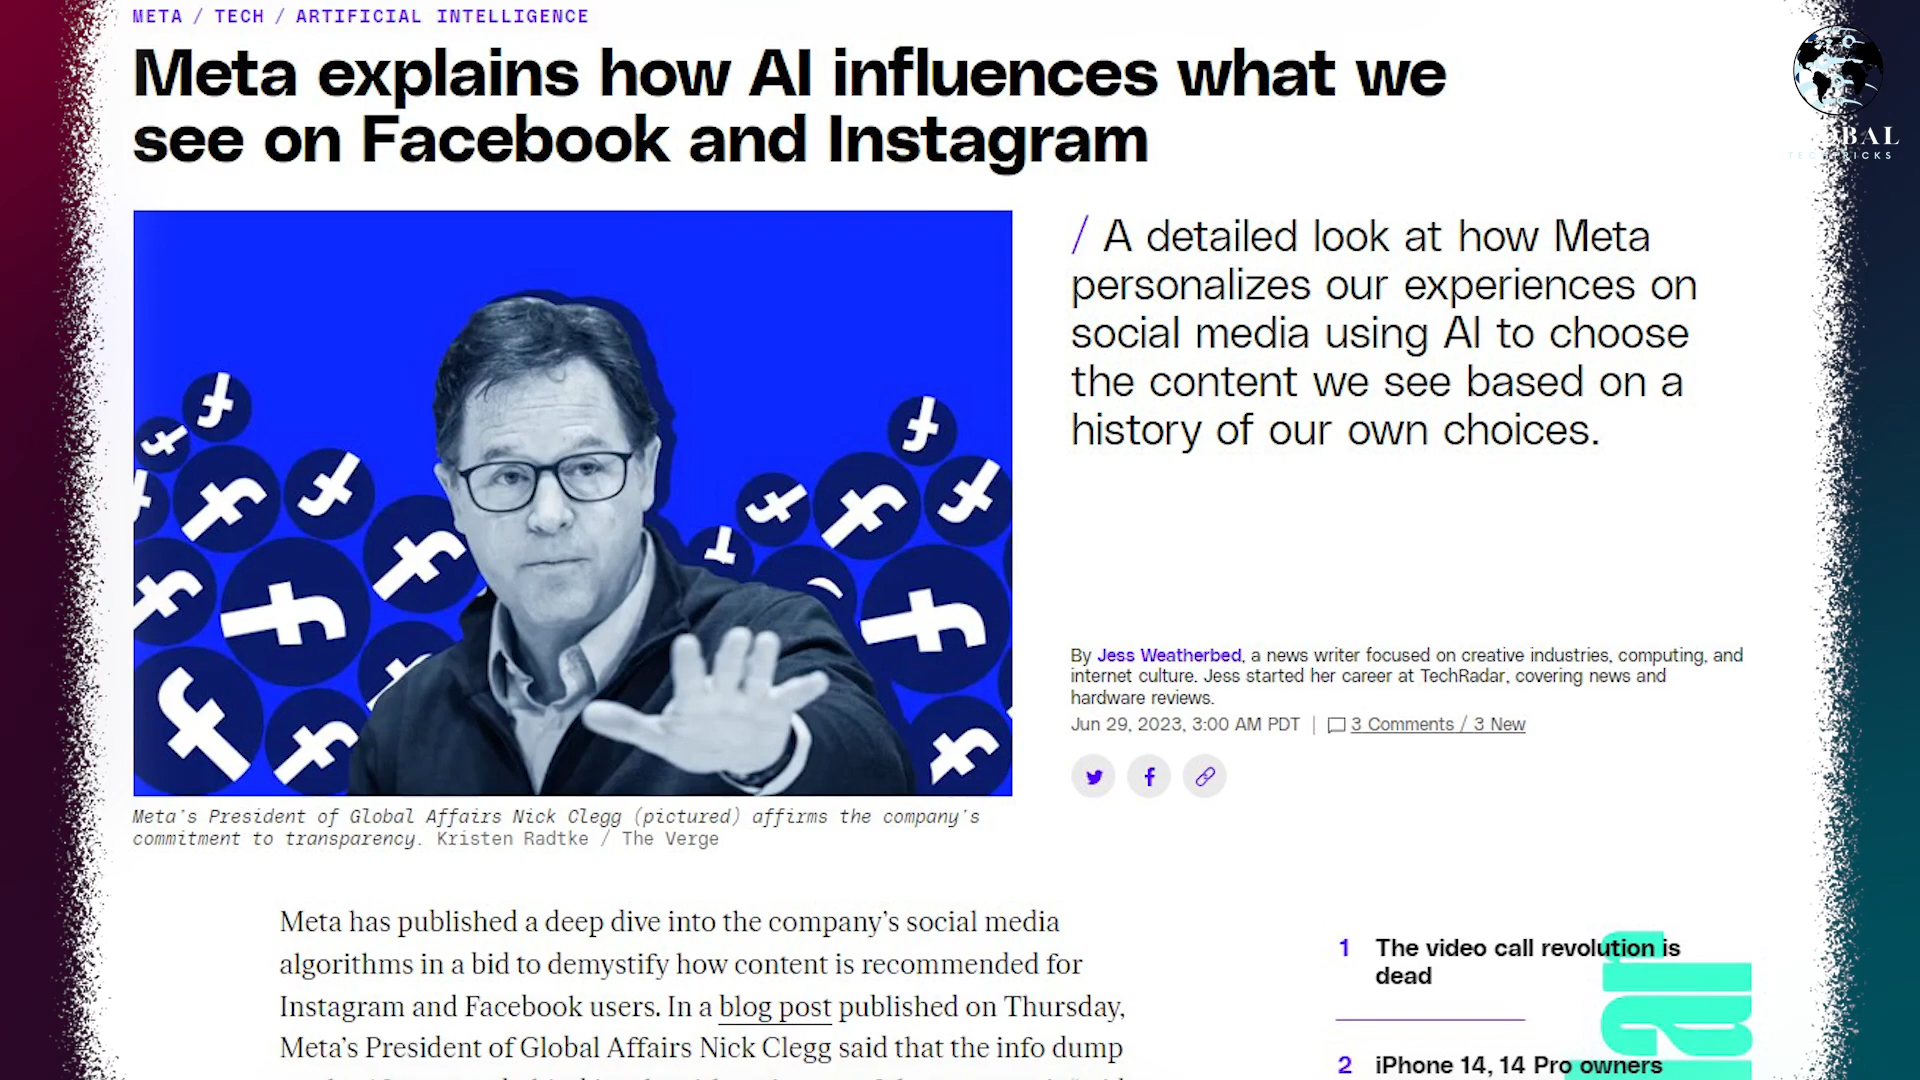 META / TECH / ARTIFICIAL INTELLIGENCE
Meta explains how AI influences what we
see on Facebook and Instagram
/ A detailed look at how Meta
personalizes our experiences on
social media using AI to choose
the content we see based on a
history of our own choices.
By Jess Weatherbed, a news writer focused on creative industries, computing, and
internet culture. Jess started her career at TechRadar, covering news and
hardware reviews.
Jun 29, 2023, 3:00 AM PDT | 3 Comments / 3 New
Meta's President of Global Affairs Nick Clegg (pictured) affirms the company's
commitment to transparency. Kristen Radtke / The Verge
Meta has published a deep dive into the company's social media
algorithms in a bid to demystify how content is recommended for
Instagram and Facebook users. In a blog post published on Thursday,
Meta's President of Global Affairs Nick Clegg said that the info dump
1 The video call revolution is
dead
2 iPhone 14, 14 Pro owners